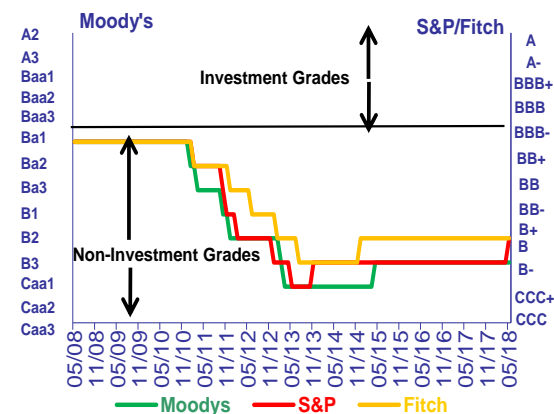 Moody's
S&P/Fitch
A2
A3
Baa1
Baa2
Baa3
Ba1
Ba2
Ba3
B1
B2
B3
Caa1
Caa2
Caa3
A
A-
BBB+
BBB
BBB-
BB+
BB
BB-
B+
B
B-
CCC+
CCC
Investment Grades
Non-Investment Grades
05/08
11/08
05/09
11/09
05/10
11/10
05/11
11/11
05/12
11/12
05/13
11/13
05/14
11/14
05/15
11/15
05/16
11/16
05/17
11/17
05/18
Moodys
S&P
Fitch